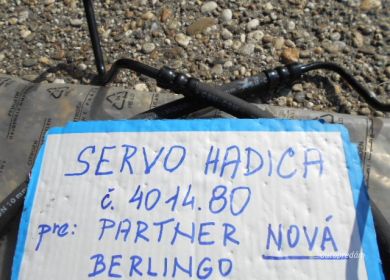 SERVO HADICA
č. 4014.80
pre: PARTNER NOVÁ
BERLINGO